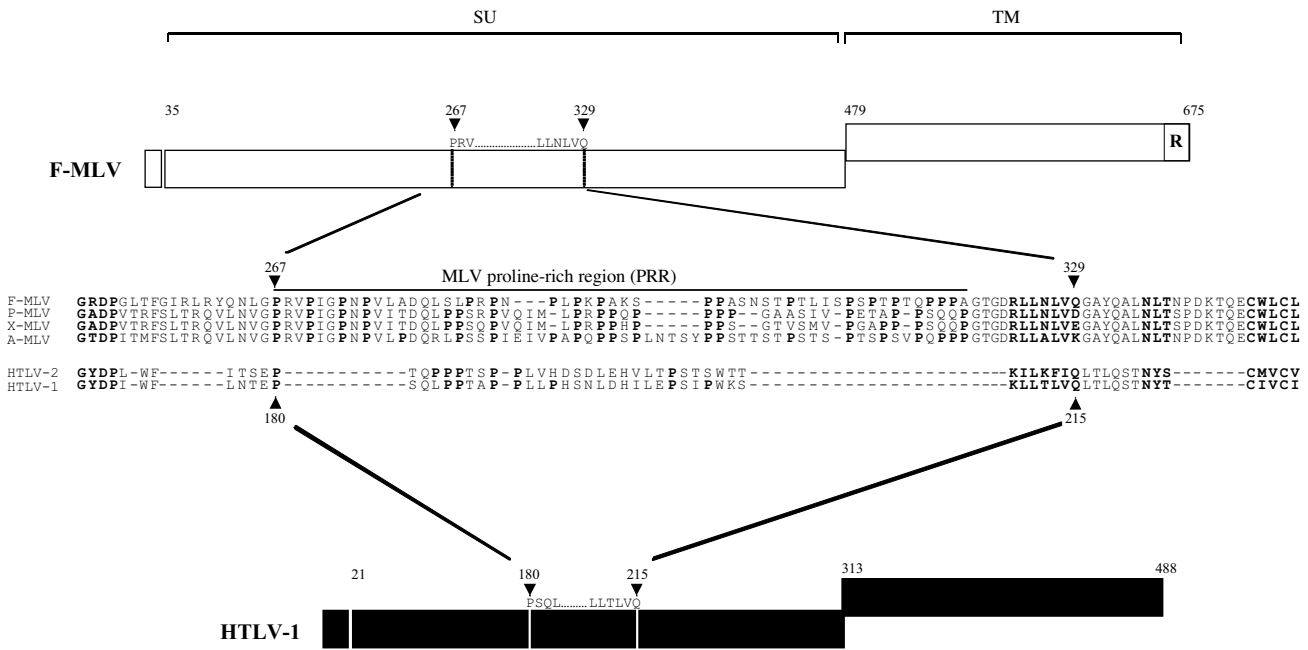 SU TM
35 267 329 479 675
PRV......................LLNLVQ
F-MLV R
267 MLV proline-rich region (PRR) 329
F-MLV GRDPGLTFGIRLRYQNLGPRVPIGPNPVLADQLSLPRPN---PLPKPAKS------PPASNSTPTLISPSPTPTQPPPAGTGDRLLNLVQGAYQALNLTNPDKTQECWLCL
P-MLV GADPVTRFSLTRQVLNVGPRVPIGPNPVITDQLPPSRPVQIM-LPRPPQP------PPP-GAASIVPETAPP-PSQQPGTGDRLLNLVDGAYQALNLTSPDKTQECWLCL
X-MLV GADPVTRFSLTRQVLNVGPRVPIGPNPVITDQLPPSQPVQIM-LPRPPHP------PPS-GTVSMV-PGAPP-PSQQPGTGDRLLNLVEGAYQALNLTSPDKTQECWLCL
A-MLV GTDPITMFSLTRQVLNVGPRVPIGPNPVLPDQRLPSSPIEIVPAPQPPSPLNTSYPPSTTSTPSTS-PTSPSVPQPPPGTGDRLLALVKGAYQALNLTNPDKTQECWLCL
HTLV-2 GYDPL-WF------ITSEP------------TQPPPTSP-PLVHDSDLEHVLTPSTSWTT------------------------KILKFIQLTLQSTNYS-------CMVCV
HTLV-1 GYDPI-WF------LNTEP------------SQLPPTAP-PLLPHSNLDHILEPSIPWKS------------------------KLLTLVQLTLQSTNYT-------CIVCI
180 215
21 180 215 313 488
PSQL.........LLTLVQ
HTLV-1